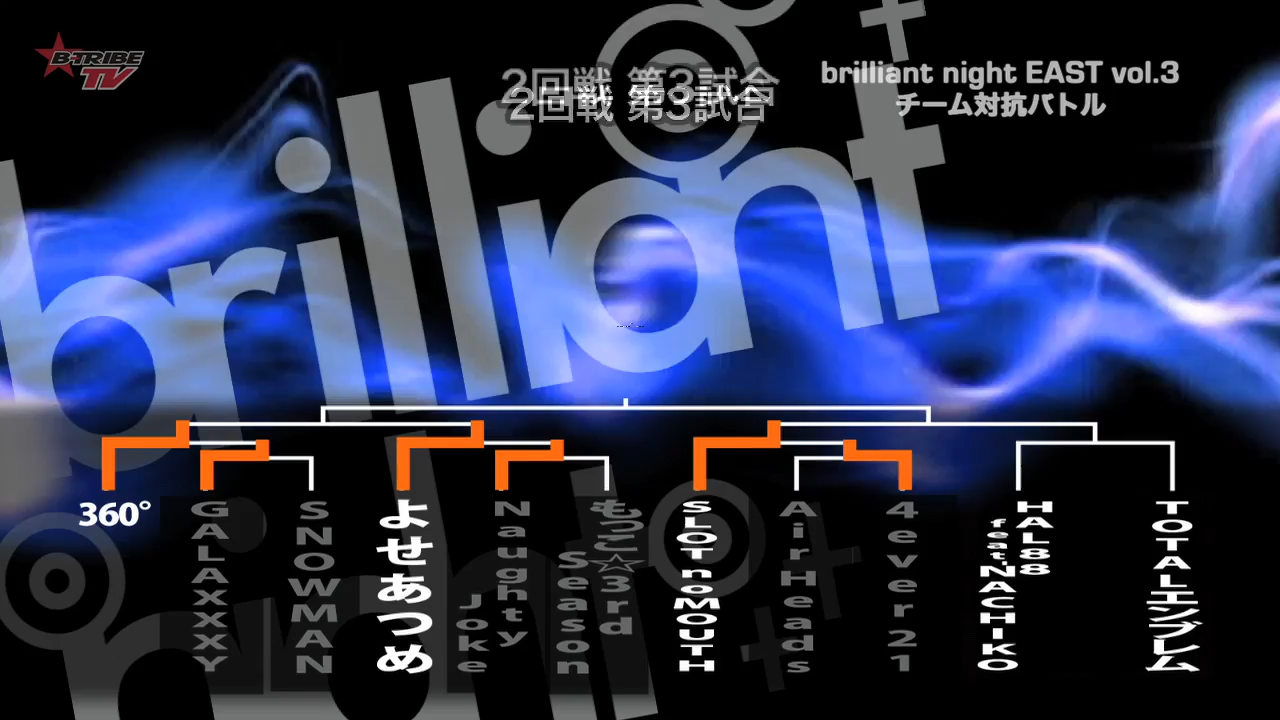 B-TRIBE
TV
2回戦 第3試合
brilliant night EAST vol.3
チーム対抗バトル
brilliant
night
360°
GALAXXXY
SNOWMAN
よせあつめ
Naughty
Joke
もっこ☆3rd
Season
SLOT noMOUTH
AirHeads
4ever21
HAL88
feat.NACHIKO
TOTALエンブレム